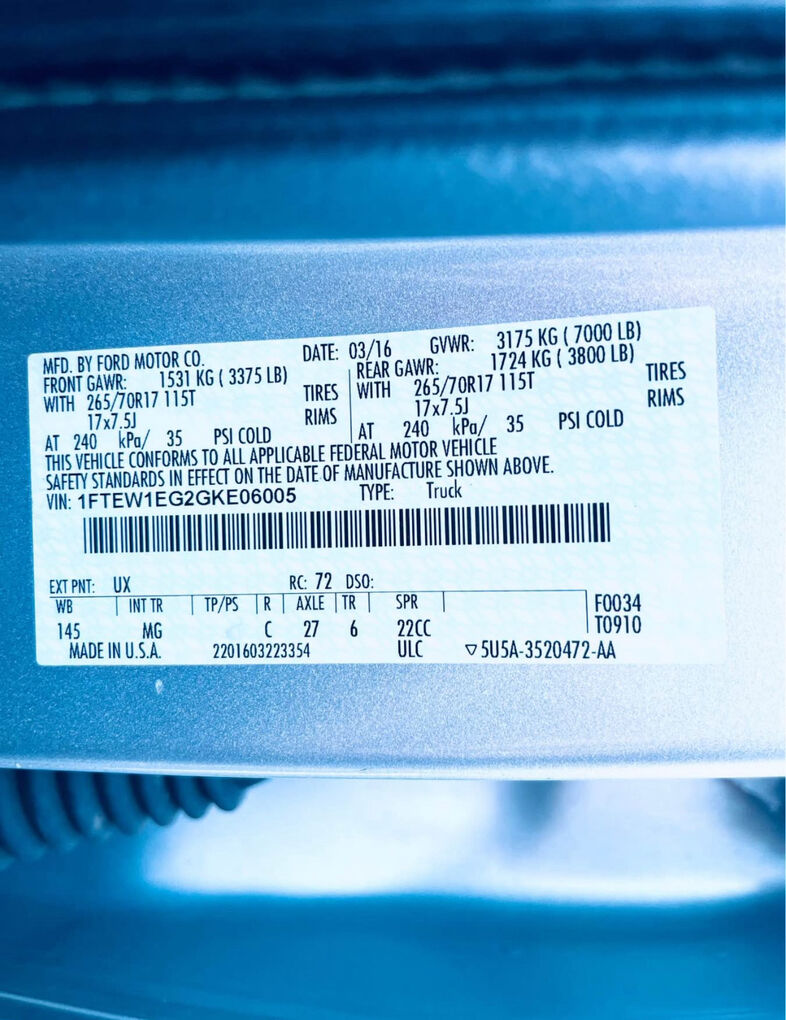 MFD. BY FORD MOTOR CO. DATE: 03/16 GVWR: 3175 KG ( 7000 LB)
FRONT GAWR: 1531 KG ( 3375 LB) REAR GAWR: 1724 KG ( 3800 LB)
WITH 265/70R17 115T TIRES WITH 265/70R17 115T TIRES
17x7.5J RIMS 17x7.5J RIMS
AT 240 kPa/ 35 PSI COLD AT 240 kPa/ 35 PSI COLD
THIS VEHICLE CONFORMS TO ALL APPLICABLE FEDERAL MOTOR VEHICLE
SAFETY STANDARDS IN EFFECT ON THE DATE OF MANUFACTURE SHOWN ABOVE.
VIN: 1FTEW1EG2GKE06005 TYPE: Truck
EXT PNT: UX RC: 72 DSO:
WB INT TR TP/PS R AXLE TR SPR F0034
145 MG C 27 6 22CC T0910
MADE IN U.S.A. 2201603223354 ULC ▽5U5A-3520472-AA